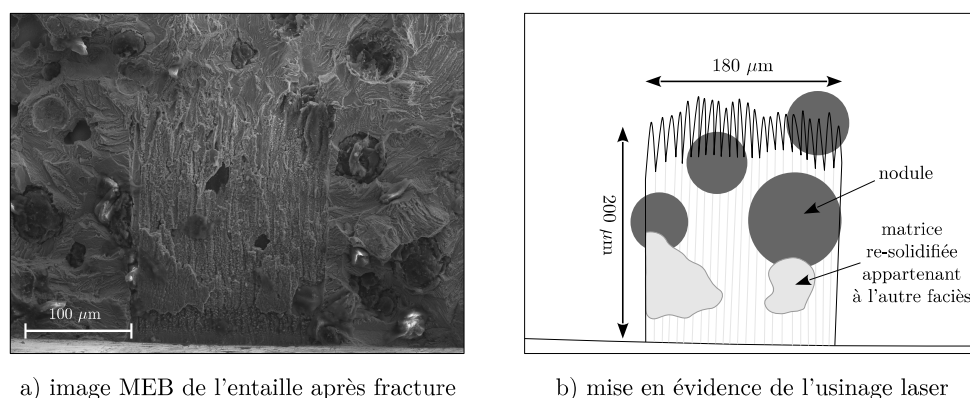 100 μm
180 μm
200 μm
nodule
matrice
re-solidifiée
appartenant
à l'autre faciès
a) image MEB de l'entaille après fracture
b) mise en évidence de l'usinage laser